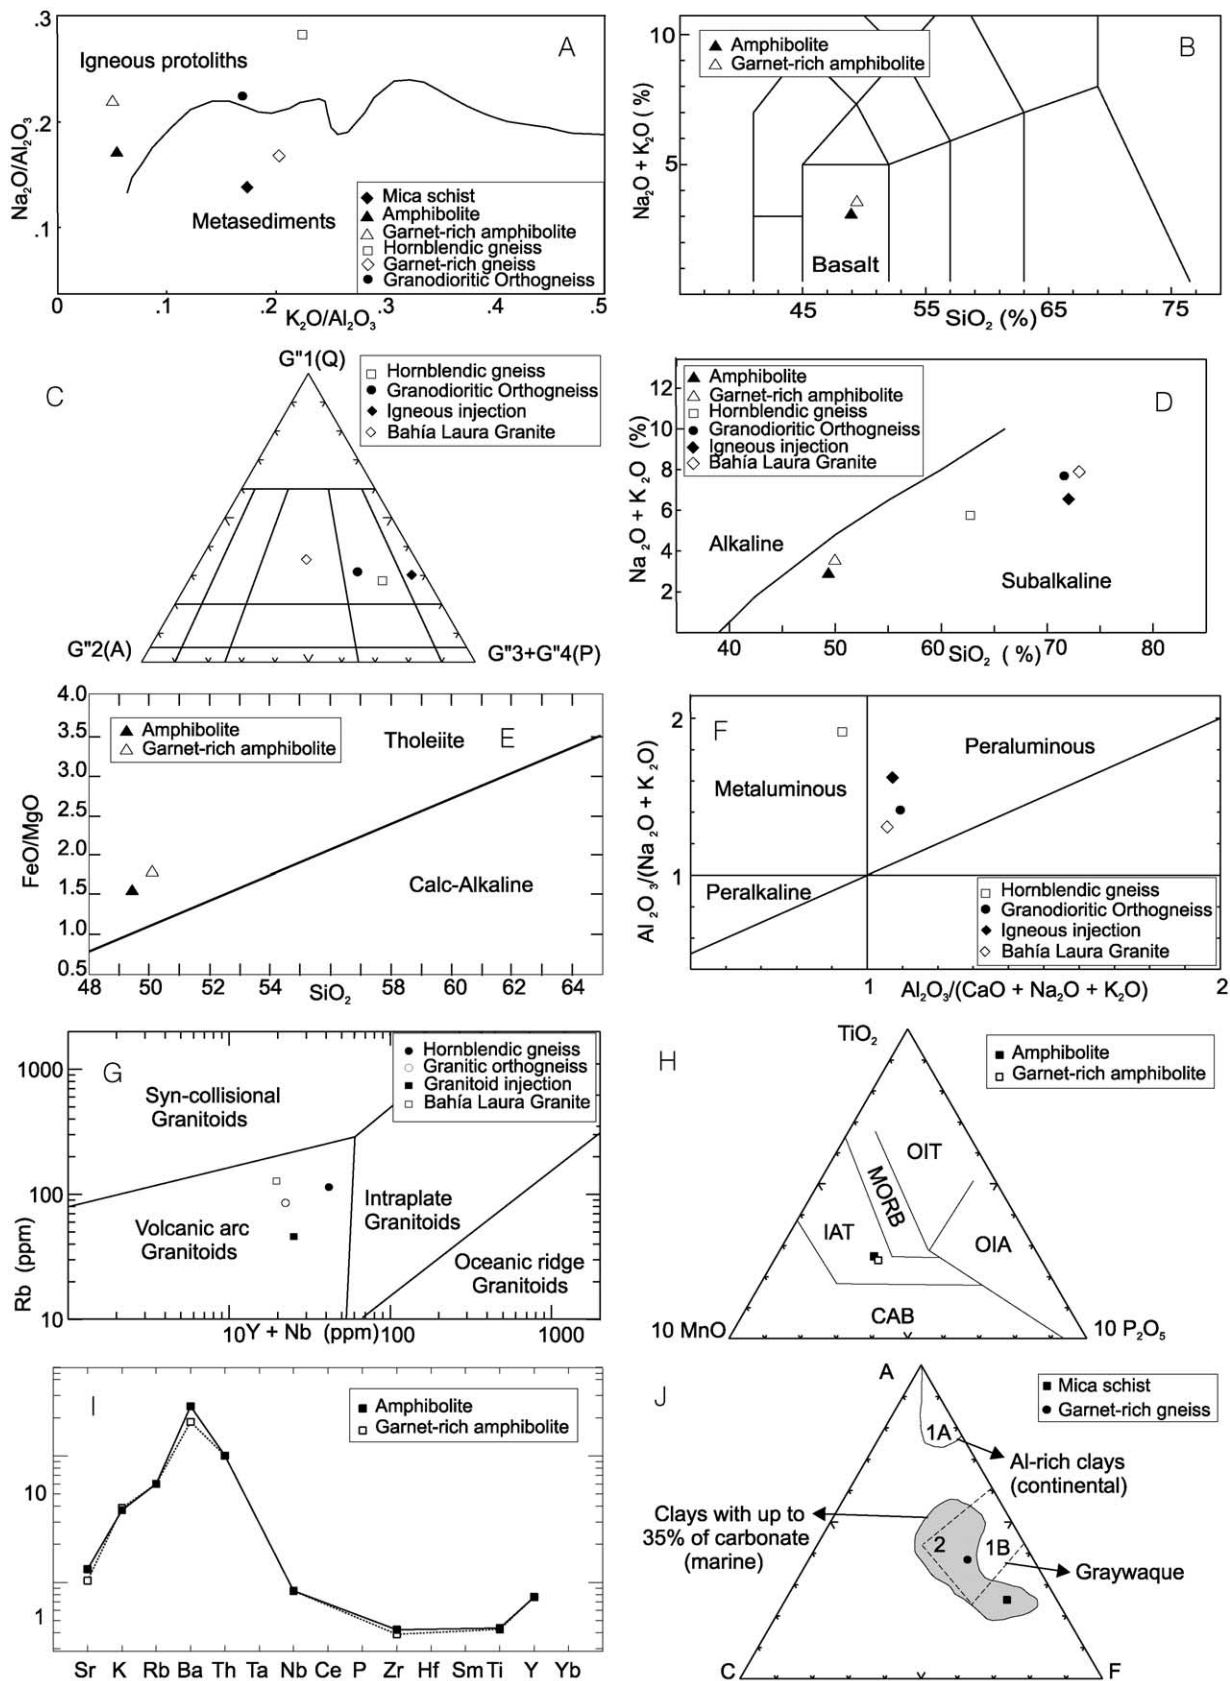 A
.3
.2
.1
Na2O/Al2O3
Igneous protoliths
Metasediments
Mica schist
Amphibolite
Garnet-rich amphibolite
Hornblendic gneiss
Garnet-rich gneiss
Granodioritic Orthogneiss
0 .1 .2 .3 .4 .5
K2O/Al2O3
B
10
5
Na2O + K2O (%)
Amphibolite
Garnet-rich amphibolite
Basalt
45 55 65 75
SiO2 (%)
C
G"1(Q)
Hornblendic gneiss
Granodioritic Orthogneiss
Igneous injection
Bahía Laura Granite
G"2(A)
G"3+G"4(P)
D
12
10
8
6
4
2
Na2O + K2O (%)
Amphibolite
Garnet-rich amphibolite
Hornblendic gneiss
Granodioritic Orthogneiss
Igneous injection
Bahía Laura Granite
Alkaline
Subalkaline
40 50 60 70 80
SiO2 ( %)
E
4.0
3.5
3.0
2.5
2.0
1.5
1.0
0.5
FeO/MgO
Amphibolite
Garnet-rich amphibolite
Tholeiite
Calc-Alkaline
48 50 52 54 56 58 60 62 64
SiO2
F
2
1
Al2O3/(Na2O + K2O)
Peraluminous
Metaluminous
Peralkaline
Hornblendic gneiss
Granodioritic Orthogneiss
Igneous injection
Bahía Laura Granite
1 2
Al2O3/(CaO + Na2O + K2O)
G
1000
100
10
Rb (ppm)
Hornblendic gneiss
Granitic orthogneiss
Granitoid injection
Bahía Laura Granite
Syn-collisional
Granitoids
Volcanic arc
Granitoids
Intraplate
Granitoids
Oceanic ridge
Granitoids
10 100 1000
Y + Nb (ppm)
H
TiO2
Amphibolite
Garnet-rich amphibolite
OIT
MORB
IAT
OIA
CAB
10 MnO
10 P2O5
I
10
1
Amphibolite
Garnet-rich amphibolite
Sr K Rb Ba Th Ta Nb Ce P Zr Hf Sm Ti Y Yb
J
A
Mica schist
Garnet-rich gneiss
1A
Al-rich clays
(continental)
Clays with up to
35% of carbonate
(marine)
2
1B
Graywaque
C
F